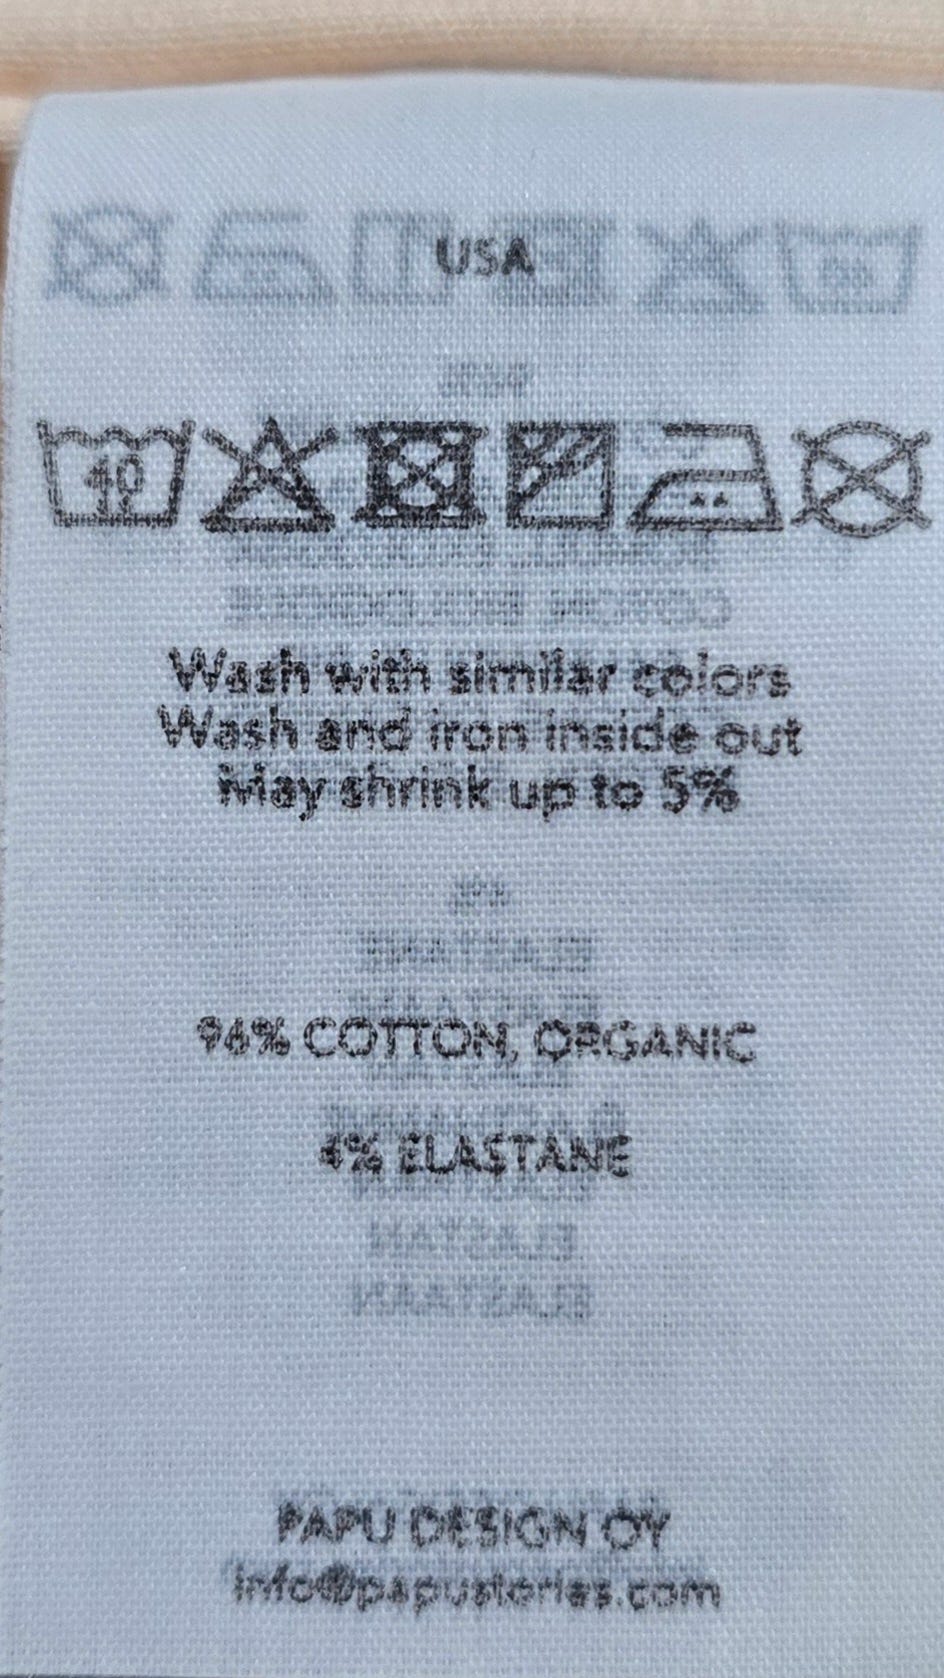 USA
40
Wash with similar colors
Wash and iron inside out
May shrink up to 5%
96% COTTON, ORGANIC
4% ELASTANE
PAPU DESIGN OY
info@papustories.com